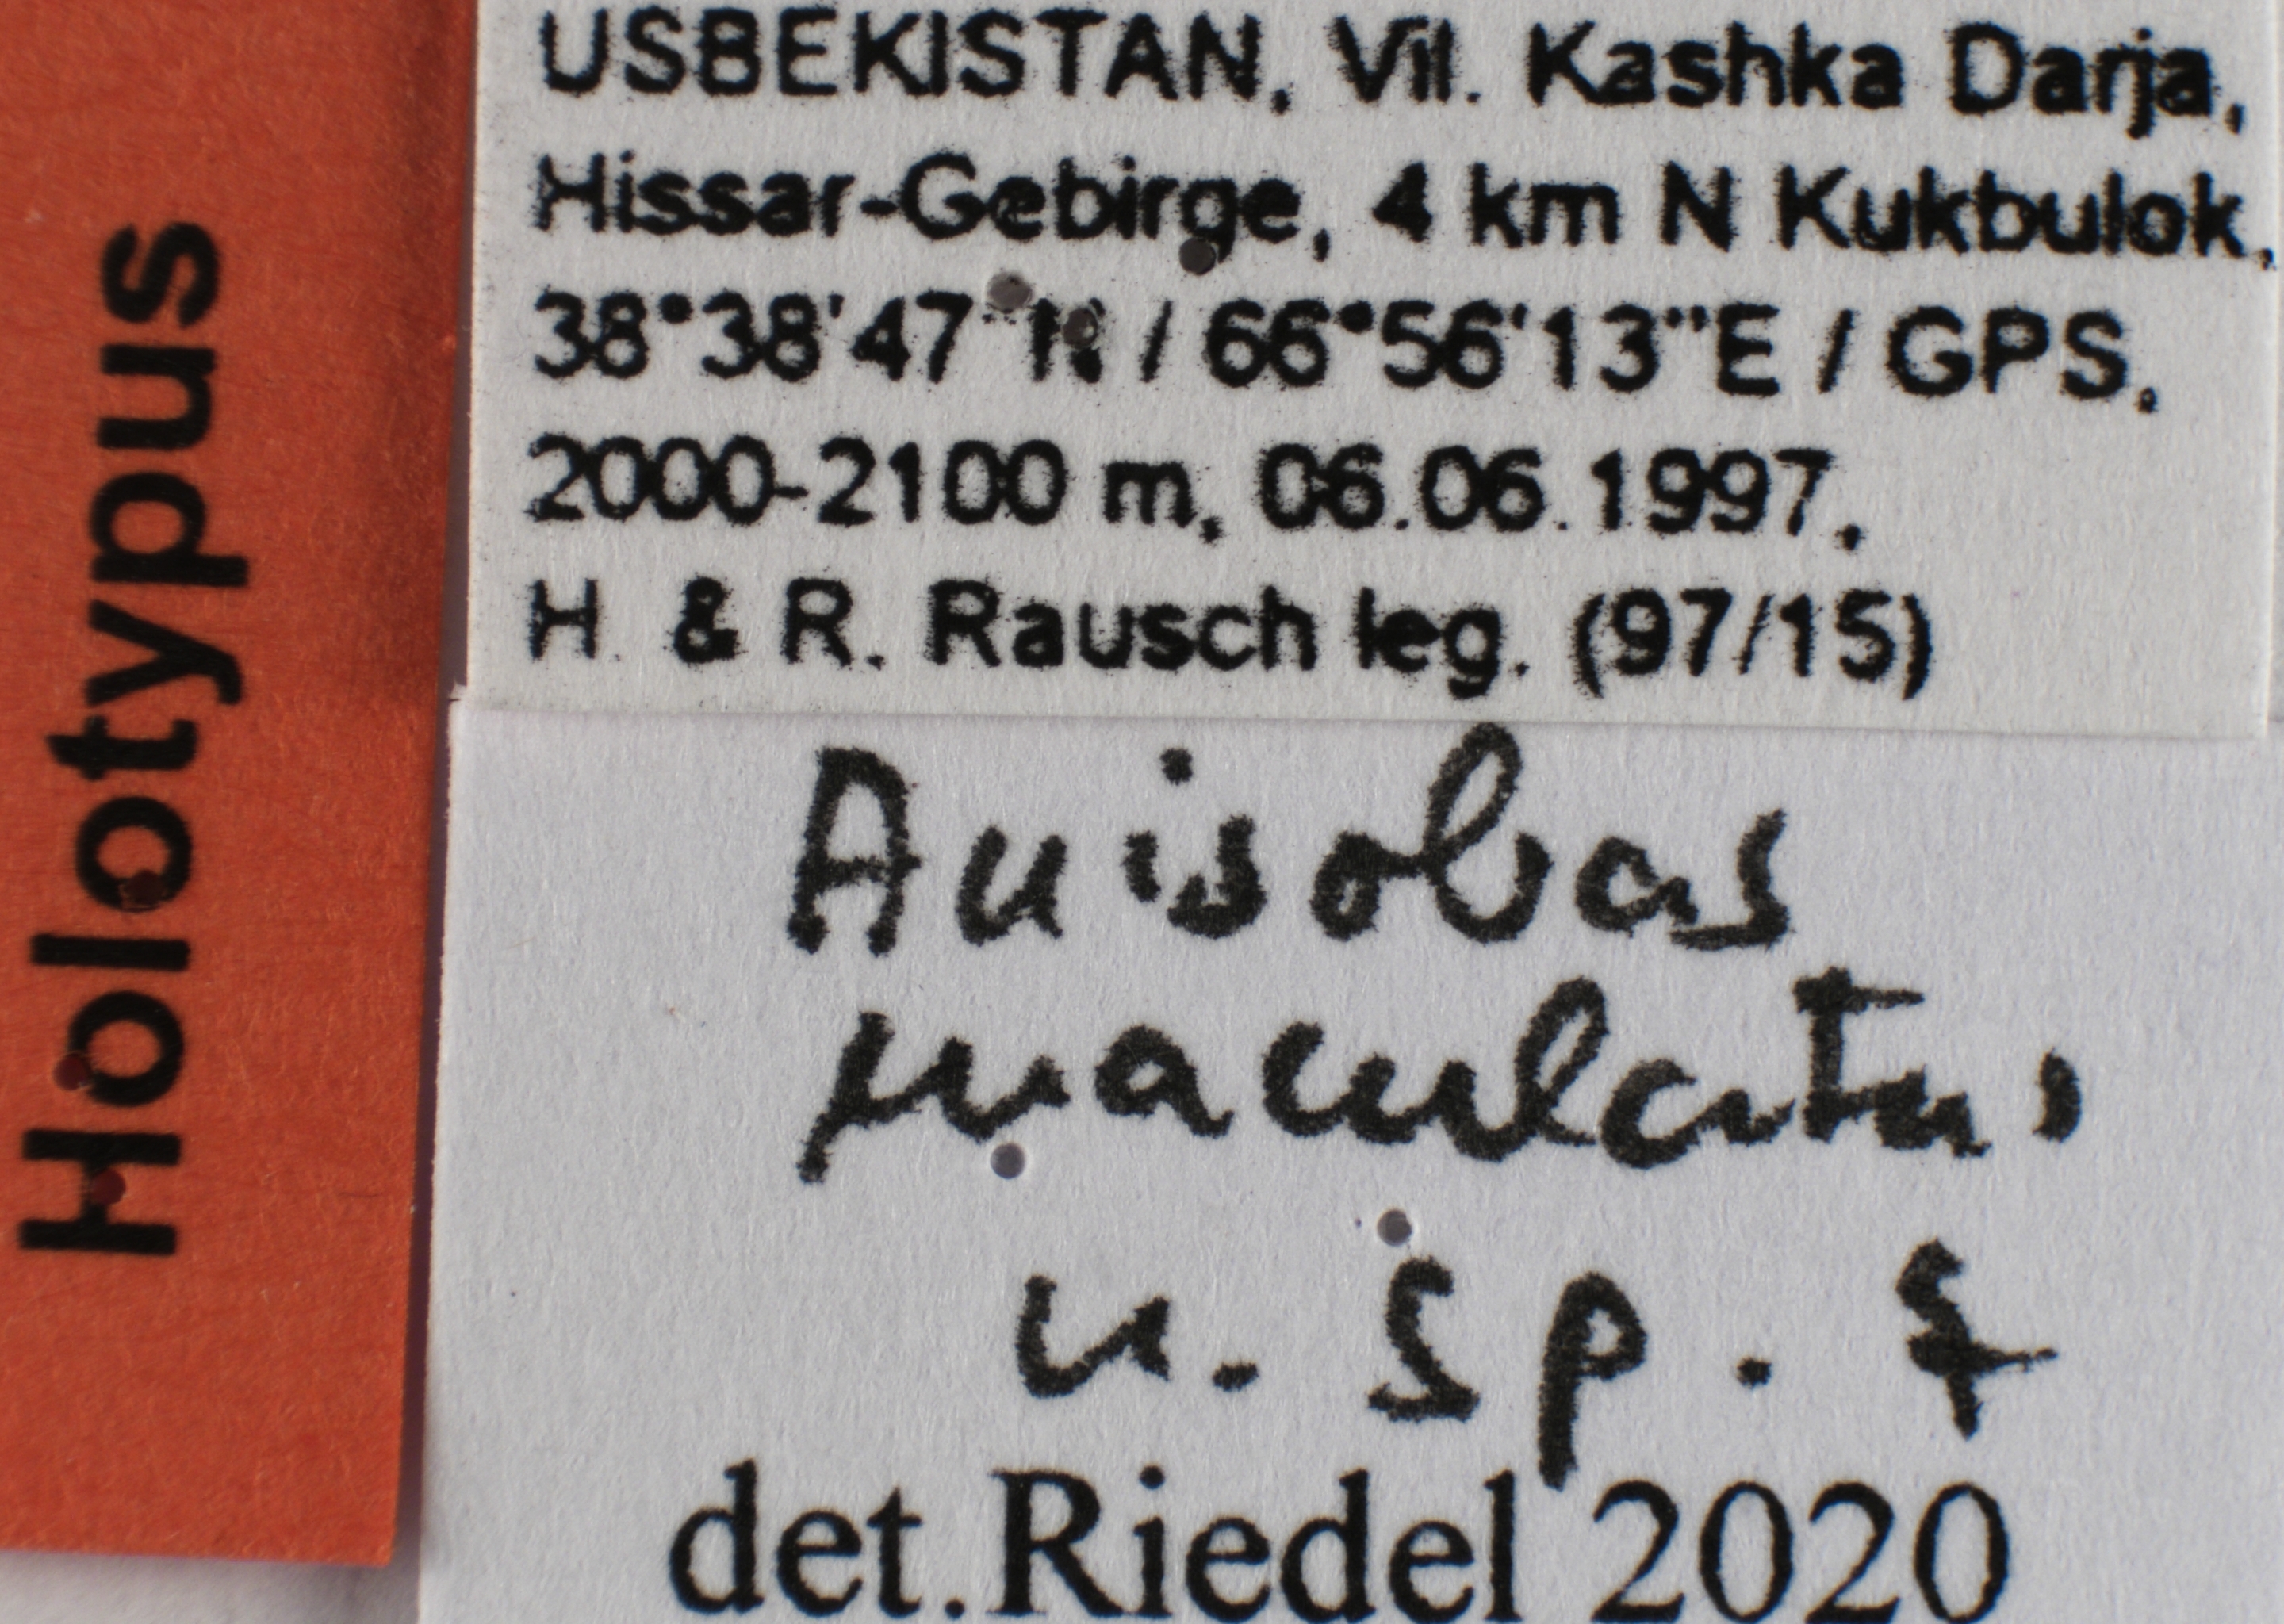 Holotypus
USBEKISTAN, Vil. Kashka Darja,
Hissar-Gebirge, 4 km N Kukbulok,
38°38'47"N / 66°56'13"E / GPS,
2000-2100 m, 06.06.1997,
H. & R. Rausch leg. (97/15)
Anisobas
maculatus
n. sp. ♀
det.Riedel 2020